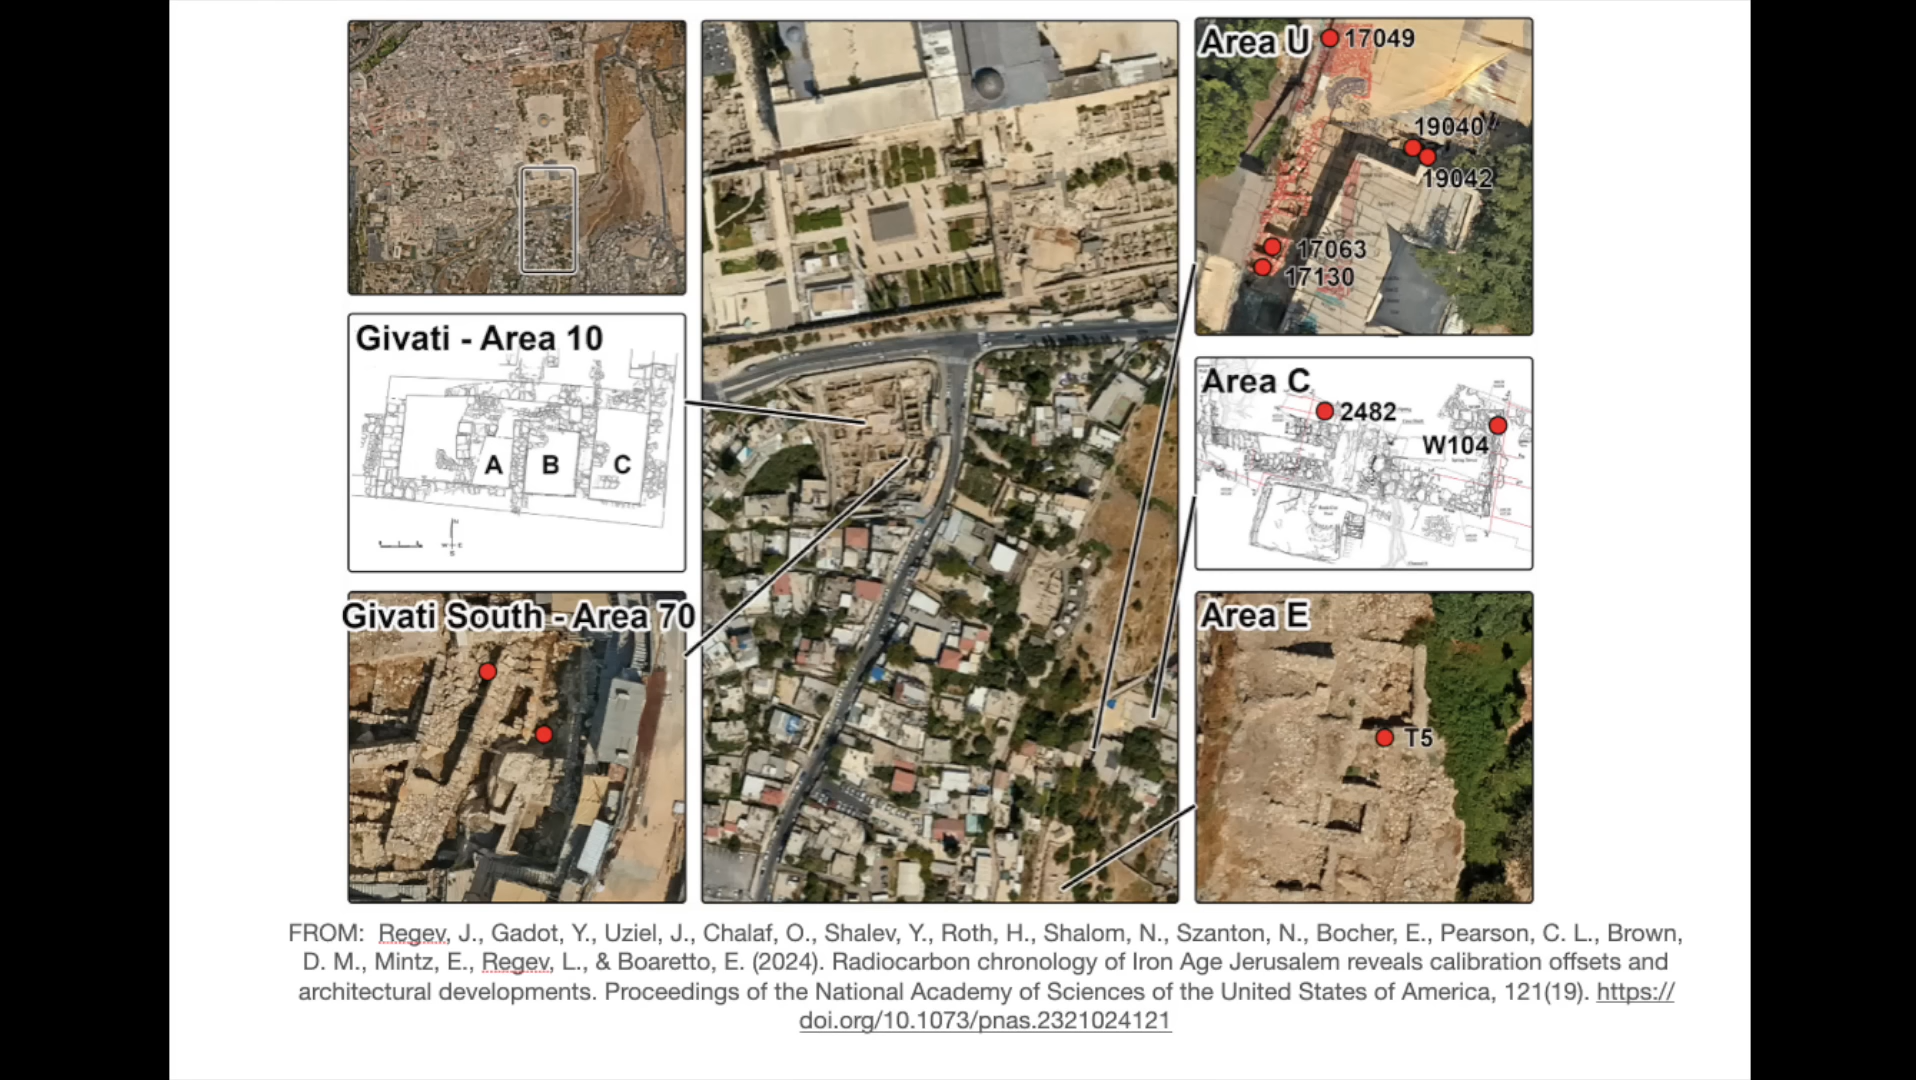 Area U
17049
19040
19042
17063
17130
Givati - Area 10
A B C
N
W E
S
Area C
2482
W104
Givati South - Area 70
Area E
T5
FROM: Regev, J., Gadot, Y., Uziel, J., Chalaf, O., Shalev, Y., Roth, H., Shalom, N., Szanton, N., Bocher, E., Pearson, C. L., Brown,
D. M., Mintz, E., Regev, L., & Boaretto, E. (2024). Radiocarbon chronology of Iron Age Jerusalem reveals calibration offsets and
architectural developments. Proceedings of the National Academy of Sciences of the United States of America, 121(19). https://
doi.org/10.1073/pnas.2321024121